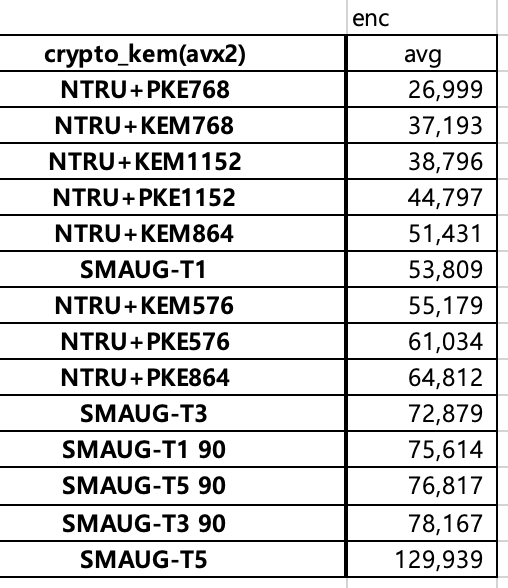 enc
crypto_kem(avx2) avg
NTRU+PKE768 26,999
NTRU+KEM768 37,193
NTRU+KEM1152 38,796
NTRU+PKE1152 44,797
NTRU+KEM864 51,431
SMAUG-T1 53,809
NTRU+KEM576 55,179
NTRU+PKE576 61,034
NTRU+PKE864 64,812
SMAUG-T3 72,879
SMAUG-T1 90 75,614
SMAUG-T5 90 76,817
SMAUG-T3 90 78,167
SMAUG-T5 129,939